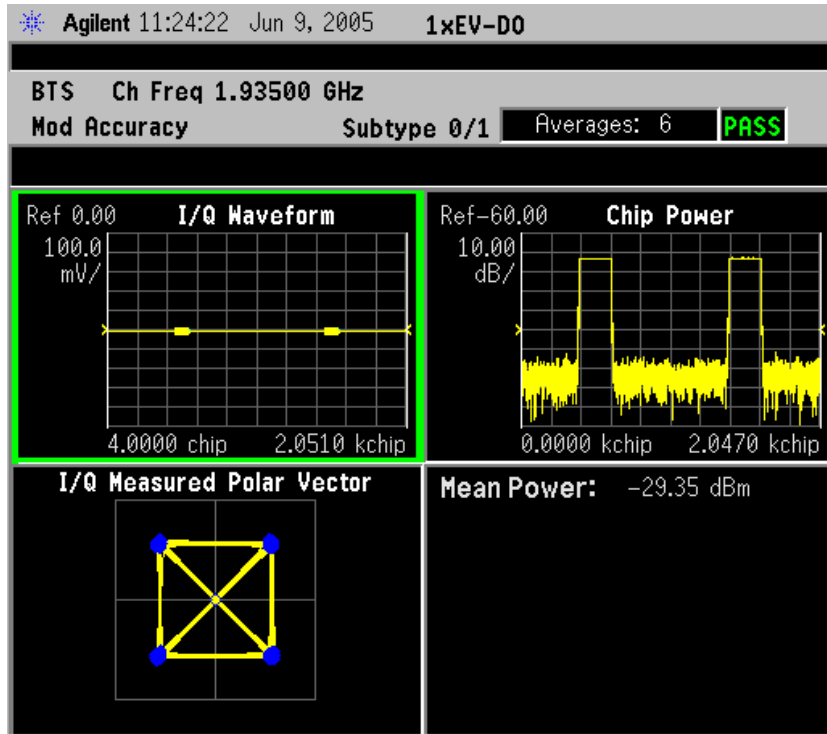 Agilent 11:24:22 Jun 9, 2005 1xEV-DO
BTS Ch Freq 1.93500 GHz
Mod Accuracy Subtype 0/1 Averages: 6 PASS
Ref 0.00 I/Q Waveform
100.0
mV/
4.0000 chip 2.0510 kchip
Ref-60.00 Chip Power
10.00
dB/
0.0000 kchip 2.0470 kchip
I/Q Measured Polar Vector
Mean Power: -29.35 dBm